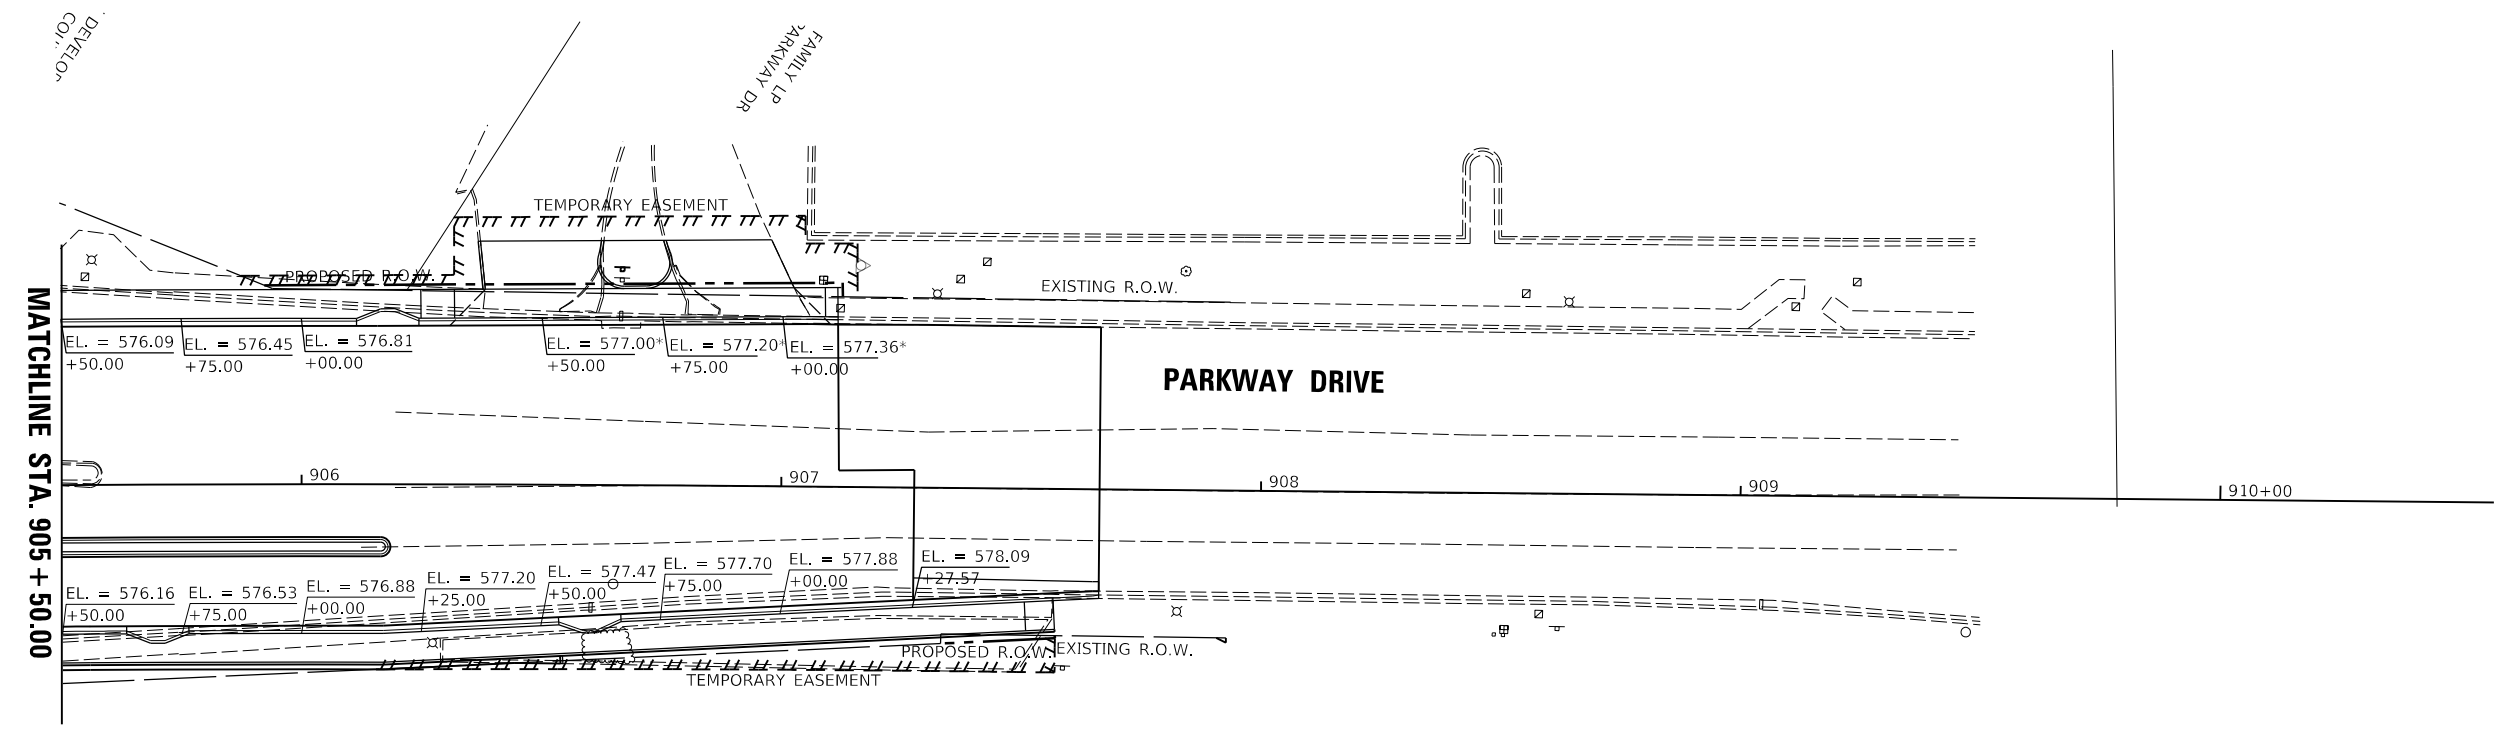 FAMILY LP
PARKWAY DR
TEMPORARY EASEMENT
PROPOSED R.O.W.
EXISTING R.O.W.
EL. = 576.09
+50.00
EL. = 576.45
+75.00
EL. = 576.81
+00.00
EL. = 577.00*
+50.00
EL. = 577.20*
+75.00
EL. = 577.36*
+00.00
PARKWAY DRIVE
MATCHLINE STA. 905+50.00
906
907
908
909
910+00
EL. = 576.16
+50.00
EL. = 576.53
+75.00
EL. = 576.88
+00.00
EL. = 577.20
+25.00
EL. = 577.47
+50.00
EL. = 577.70
+75.00
EL. = 577.88
+00.00
EL. = 578.09
+27.57
PROPOSED R.O.W.
EXISTING R.O.W.
TEMPORARY EASEMENT